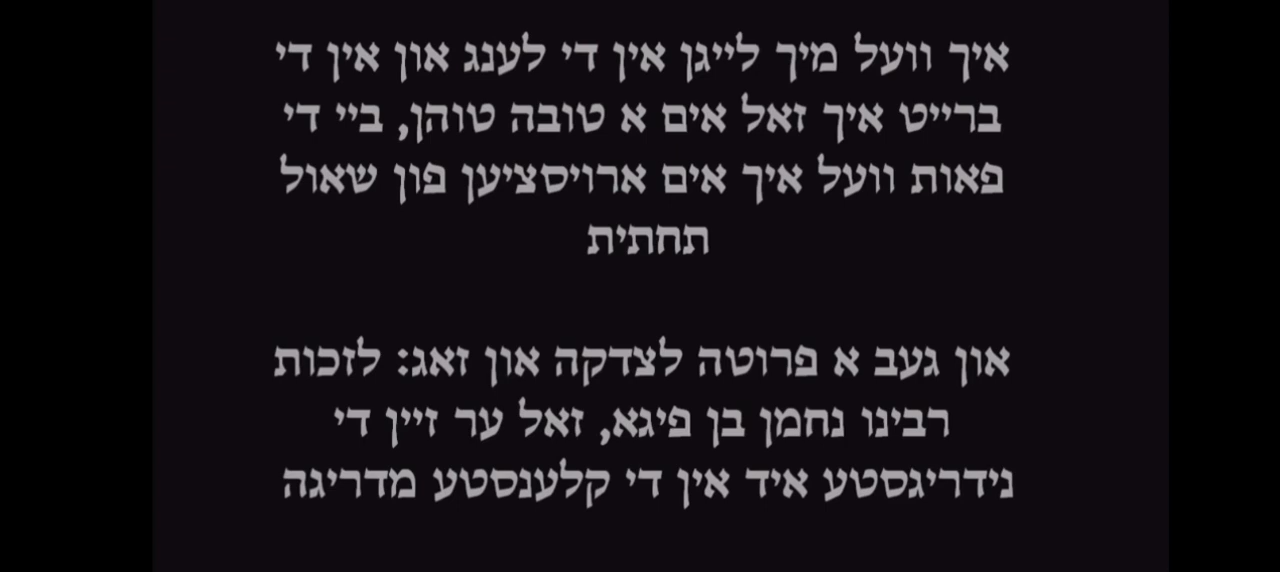 איך וועל מיך לייגן אין די לענג און אין די
ברייט איך זאל אים א טובה טוהן, ביי די
פאות וועל איך אים ארויסציען פון שאול
תחתית
און געב א פרוטה לצדקה און זאג: לזכות
רבינו נחמן בן פיגא, זאל ער זיין די
נידריגסטע איד אין די קלענסטע מדריגה